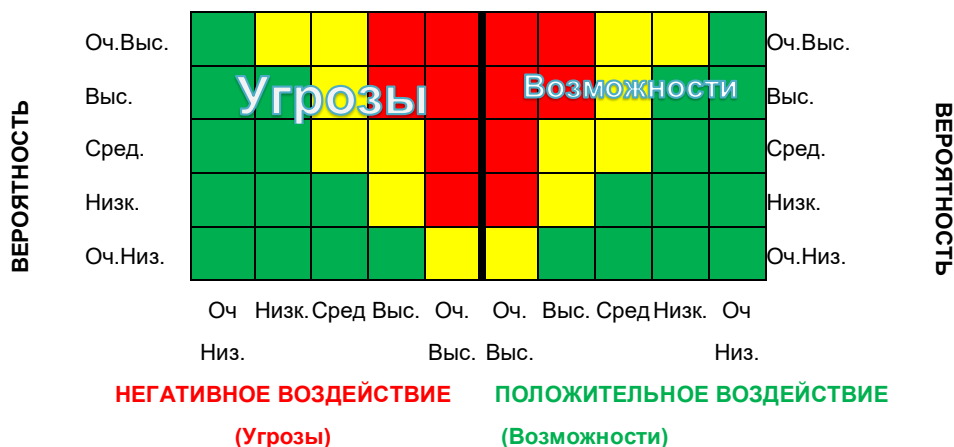 Оч.Выс. Оч.Выс.
Угрозы Возможности
Выс. Выс.
ВЕРОЯТНОСТЬ ВЕРОЯТНОСТЬ
Сред. Сред.
Низк. Низк.
Оч.Низ. Оч.Низ.
Оч Низк. Сред Выс. Оч. Оч. Выс. Сред Низк. Оч
Низ. Выс. Выс. Низ.
НЕГАТИВНОЕ ВОЗДЕЙСТВИЕ ПОЛОЖИТЕЛЬНОЕ ВОЗДЕЙСТВИЕ
(Угрозы) (Возможности)